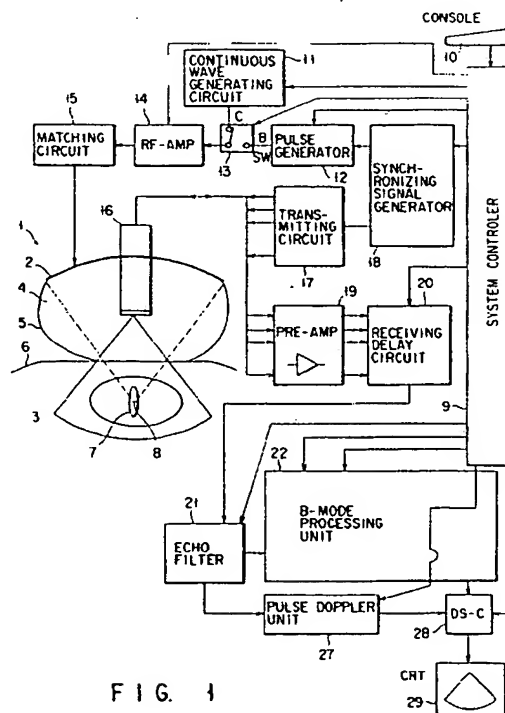 CONSOLE
10
CONTINUOUS
WAVE
GENERATING
CIRCUIT
11
15
MATCHING
CIRCUIT
14
RF-AMP
C
B
SW
13
PULSE
GENERATOR
12
SYNCH-
RONIZING
SIGNAL
GENERATOR
18
SYSTEM CONTROLER
16
TRANS-
MITTING
CIRCUIT
17
1
2
4
5
6
3
7
8
19
PRE-AMP
20
RECEIVING
DELAY
CIRCUIT
9
22
B-MODE
PROCESSING
UNIT
21
ECHO
FILTER
PULSE DOPPLER
UNIT
27
DS-C
28
CRT
29
FIG. 1